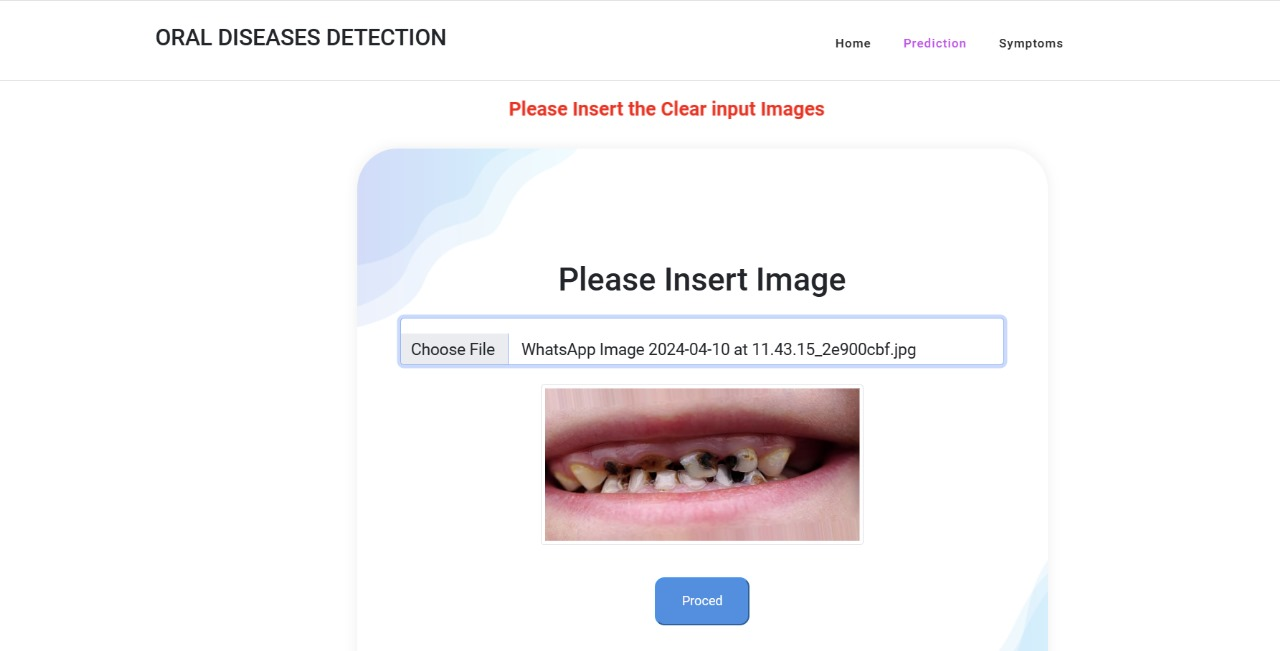 ORAL DISEASES DETECTION
Home Prediction Symptoms
Please Insert the Clear input Images
Please Insert Image
Choose File WhatsApp Image 2024-04-10 at 11.43.15_2e900cbf.jpg
Proced